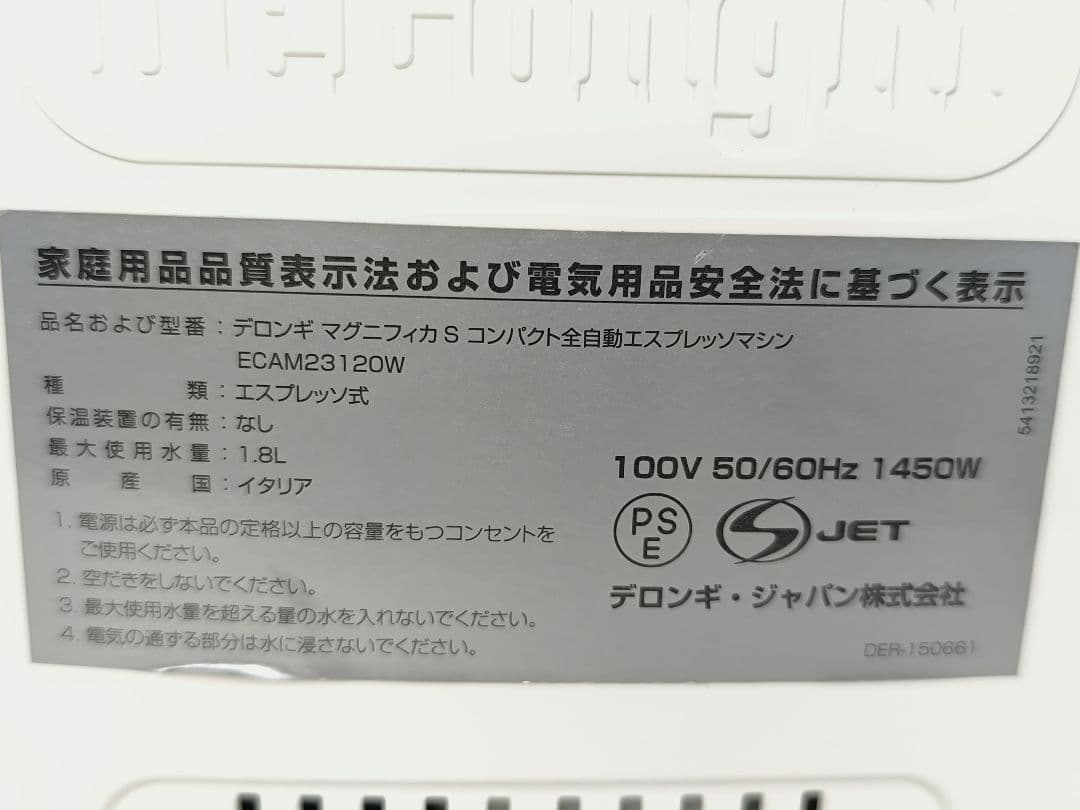 DeLonghi
家庭用品品質表示法および電気用品安全法に基づく表示
品名および型番：デロンギ マグニフィカ S コンパクト全自動エスプレッソマシン
ECAM23120W
種類：エスプレッソ式
保温装置の有無：なし
最大使用水量：1.8L
原産国：イタリア
1. 電源は必ず本品の定格以上の容量をもつコンセントを
ご使用ください。
2. 空だきをしないでください。
3. 最大使用水量を超える量の水を入れないでください。
4. 電気の通ずる部分は水に浸さないでください。
5413218921
100V 50/60Hz 1450W
PS
E
JET
デロンギ・ジャパン株式会社
DER-150661